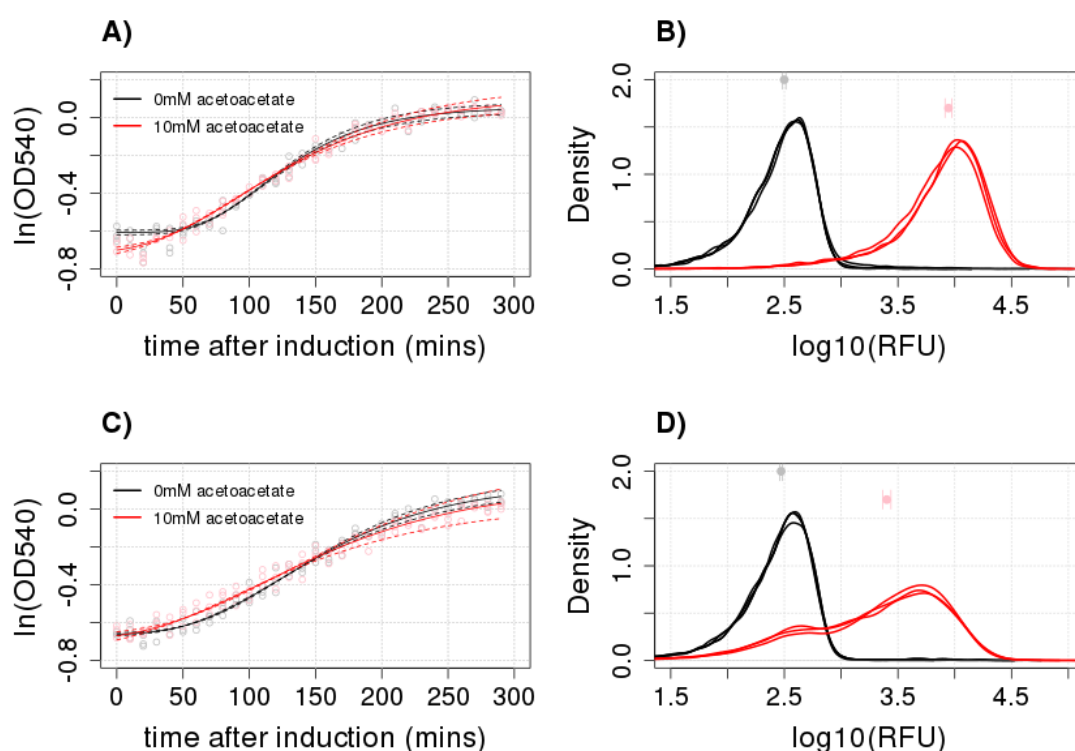 A)
ln(OD540)
0.0
-0.4
-0.8
0mM acetoacetate
10mM acetoacetate
0 50 100 150 200 250 300
time after induction (mins)
B)
Density
2.0
1.0
0.0
1.5 2.5 3.5 4.5
log10(RFU)
C)
ln(OD540)
0.0
-0.4
-0.8
0mM acetoacetate
10mM acetoacetate
0 50 100 150 200 250 300
time after induction (mins)
D)
Density
2.0
1.0
0.0
1.5 2.5 3.5 4.5
log10(RFU)